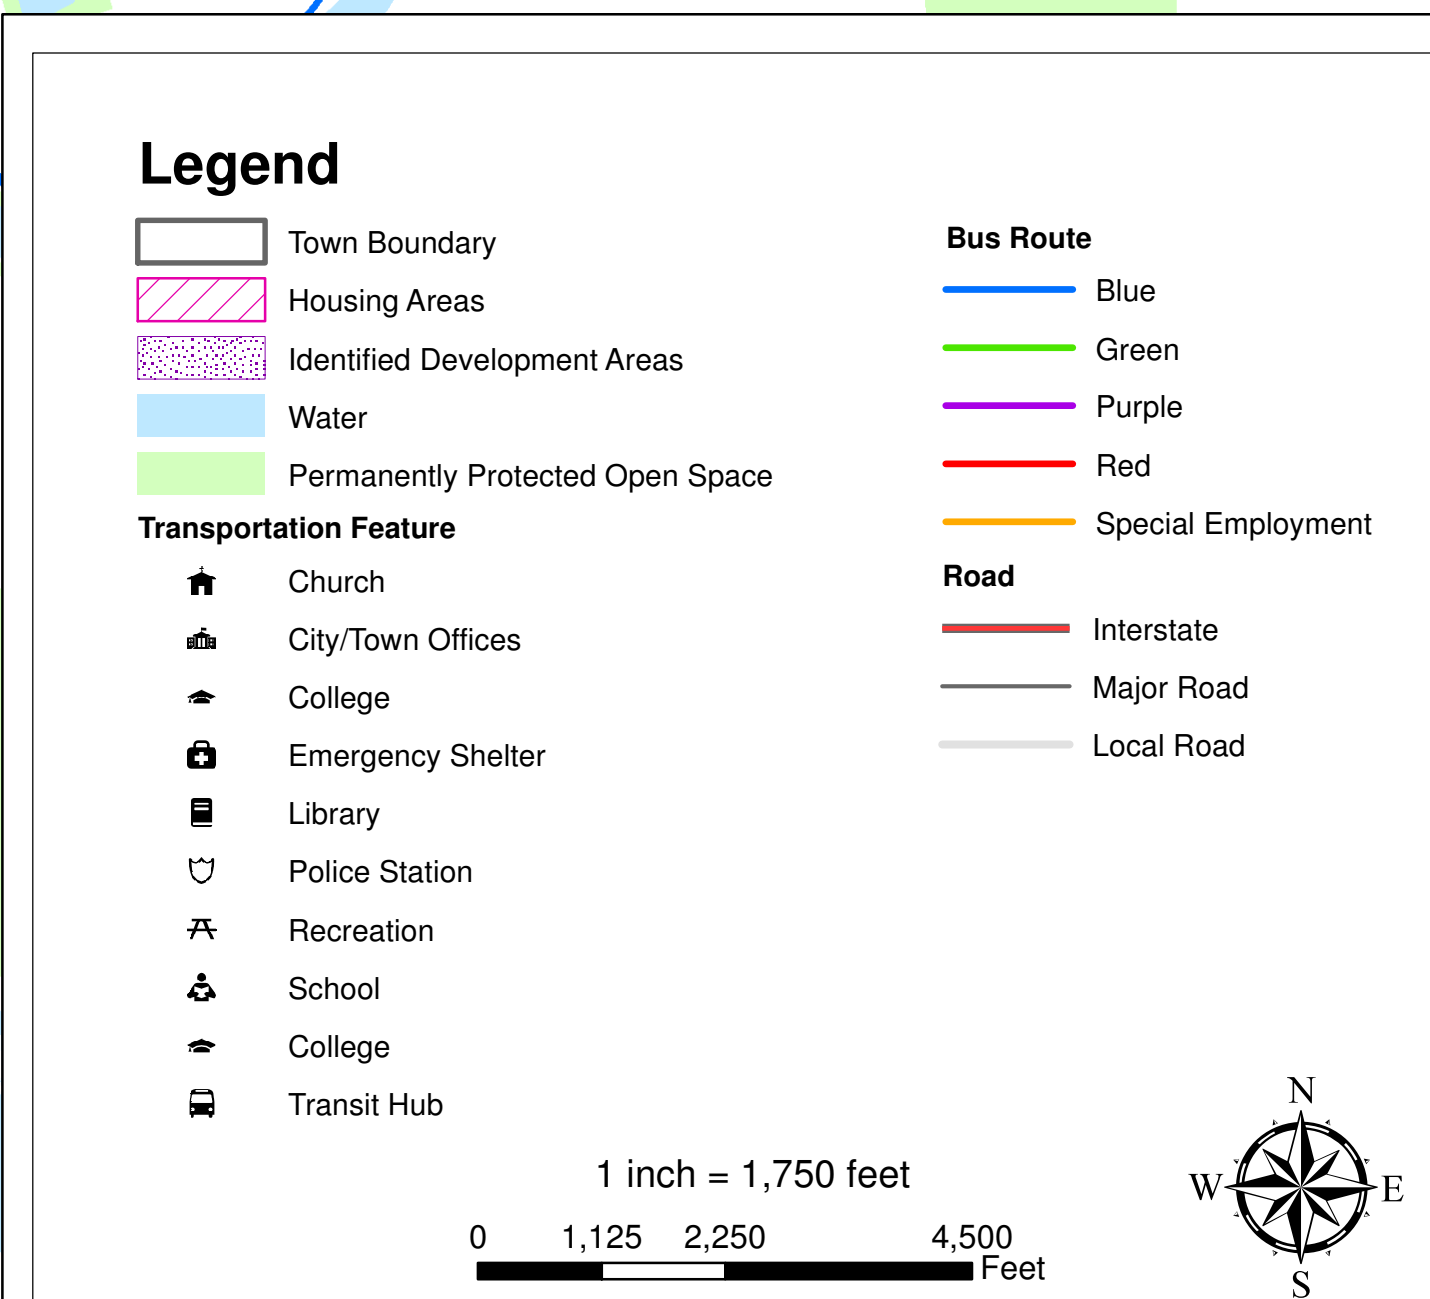 Legend
Town Boundary
Housing Areas
Identified Development Areas
Water
Permanently Protected Open Space
Transportation Feature
Church
City/Town Offices
College
Emergency Shelter
Library
Police Station
Recreation
School
College
Transit Hub
Bus Route
Blue
Green
Purple
Red
Special Employment
Road
Interstate
Major Road
Local Road
1 inch = 1,750 feet
0 1,125 2,250 4,500
Feet
N
W E
S